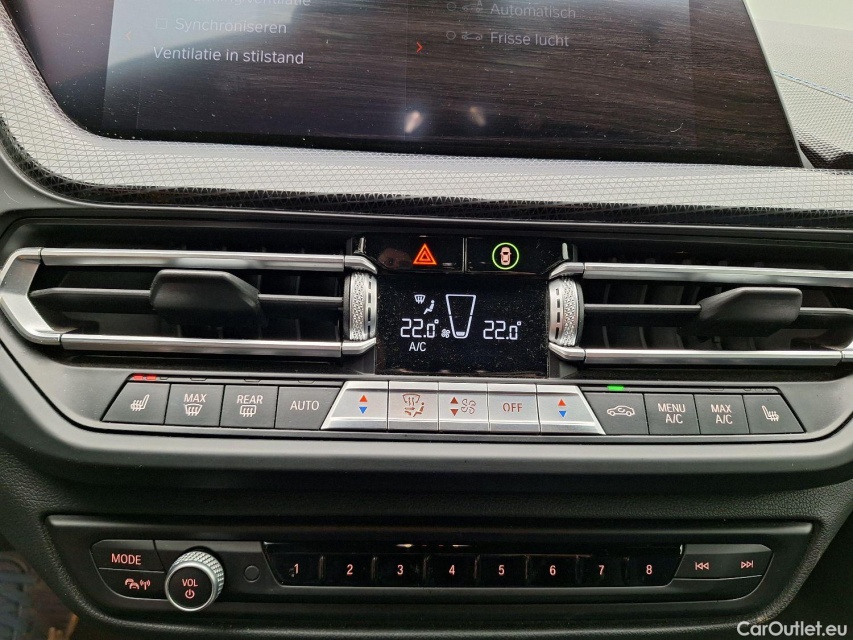 Automatisch
Synchroniseren
Frisse lucht
Ventilatie in stilstand
22.0° 22.0°
A/C
MAX
REAR
AUTO
OFF
MENU
A/C
MAX
A/C
MODE
VOL
1 2 3 4 5 6 7 8
CarOutlet.eu